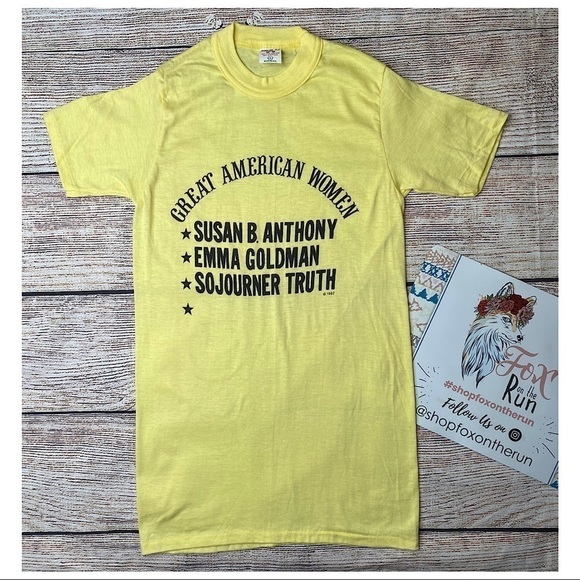 GREAT AMERICAN WOMEN
★SUSAN B. ANTHONY
★EMMA GOLDMAN
★SOJOURNER TRUTH
★
Fox
on the
Run
#shopfoxontherun
Follow Us on
@shopfoxontherun